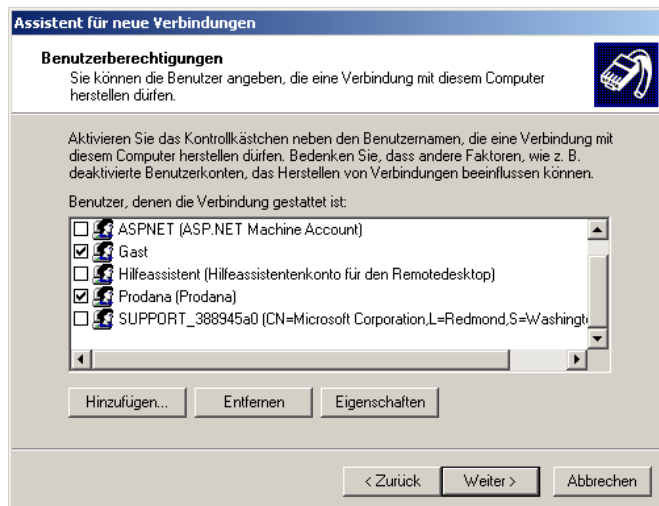 Assistent für neue Verbindungen
Benutzerberechtigungen
Sie können die Benutzer angeben, die eine Verbindung mit diesem Computer
herstellen dürfen.
Aktivieren Sie das Kontrollkästchen neben den Benutzernamen, die eine Verbindung mit
diesem Computer herstellen dürfen. Bedenken Sie, dass andere Faktoren, wie z. B.
deaktivierte Benutzerkonten, das Herstellen von Verbindungen beeinflussen können.
Benutzer, denen die Verbindung gestattet ist:
ASPNET (ASP.NET Machine Account)
Gast
Hilfeassistent (Hilfeassistentenkonto für den Remotedesktop)
Prodana (Prodana)
SUPPORT_388945a0 (CN=Microsoft Corporation,L=Redmond,S=Washingt
Hinzufügen... Entfernen Eigenschaften
< Zurück Weiter > Abbrechen